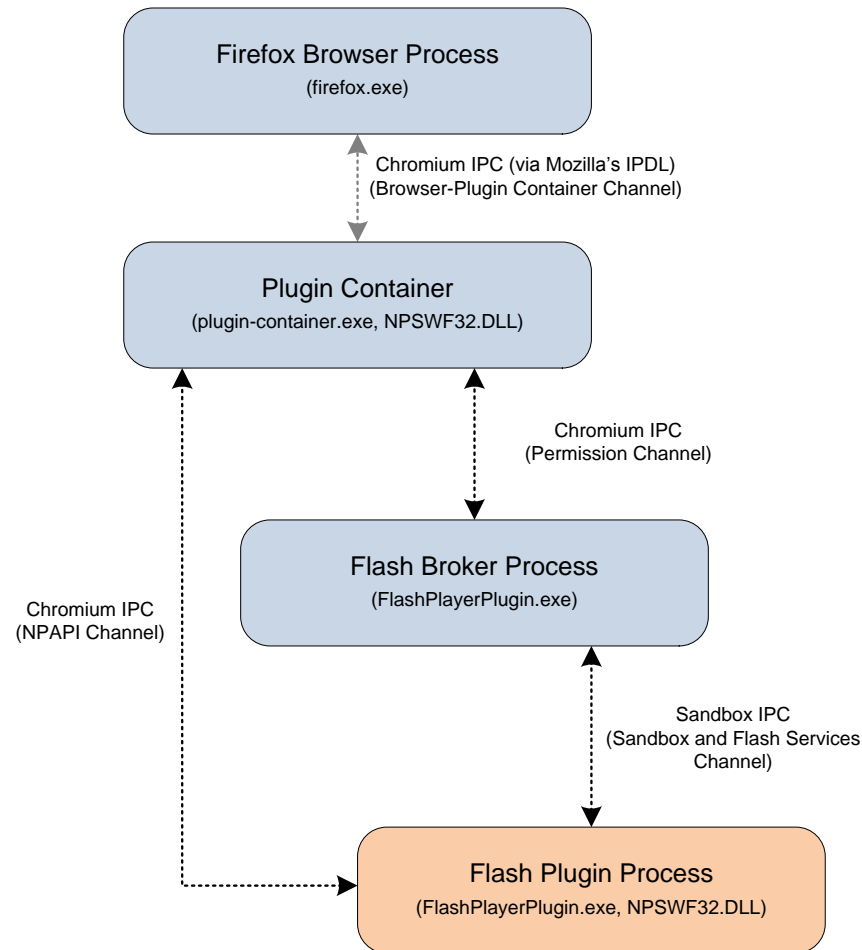 Firefox Browser Process
(firefox.exe)
Chromium IPC (via Mozilla's IPDL)
(Browser-Plugin Container Channel)
Plugin Container
(plugin-container.exe, NPSWF32.DLL)
Chromium IPC
(Permission Channel)
Flash Broker Process
(FlashPlayerPlugin.exe)
Chromium IPC
(NPAPI Channel)
Sandbox IPC
(Sandbox and Flash Services
Channel)
Flash Plugin Process
(FlashPlayerPlugin.exe, NPSWF32.DLL)